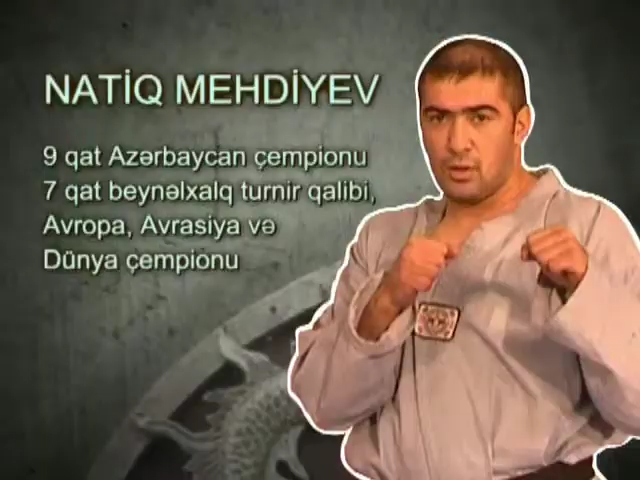 NATİQ MEHDİYEV
9 qat Azərbaycan çempionu
7 qat beynəlxalq turnir qalibi,
Avropa, Avrasiya və
Dünya çempionu